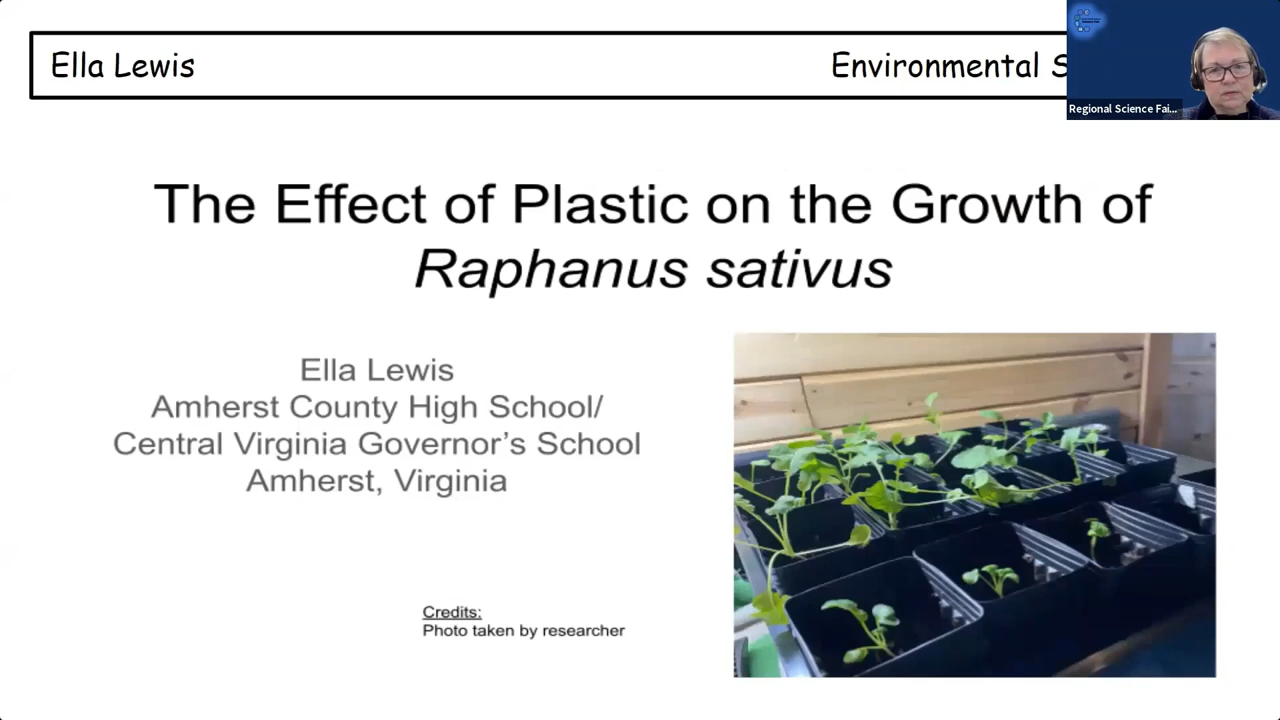 Ella Lewis
Environmental S
Regional Science Fai...
The Effect of Plastic on the Growth of
Raphanus sativus
Ella Lewis
Amherst County High School/
Central Virginia Governor’s School
Amherst, Virginia
Credits:
Photo taken by researcher